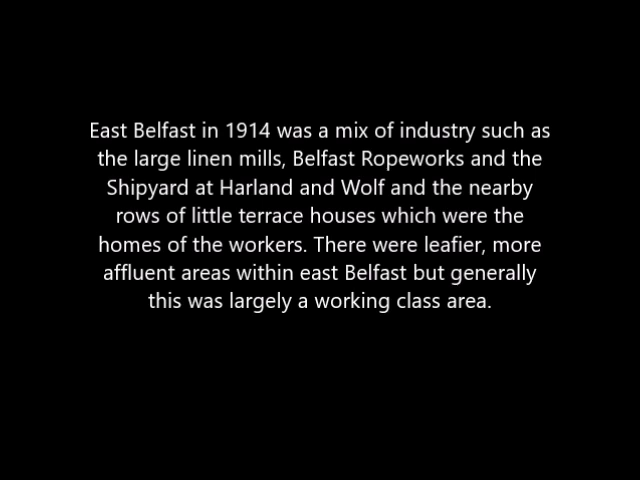 East Belfast in 1914 was a mix of industry such as
the large linen mills, Belfast Ropeworks and the
Shipyard at Harland and Wolf and the nearby
rows of little terrace houses which were the
homes of the workers. There were leafier, more
affluent areas within east Belfast but generally
this was largely a working class area.